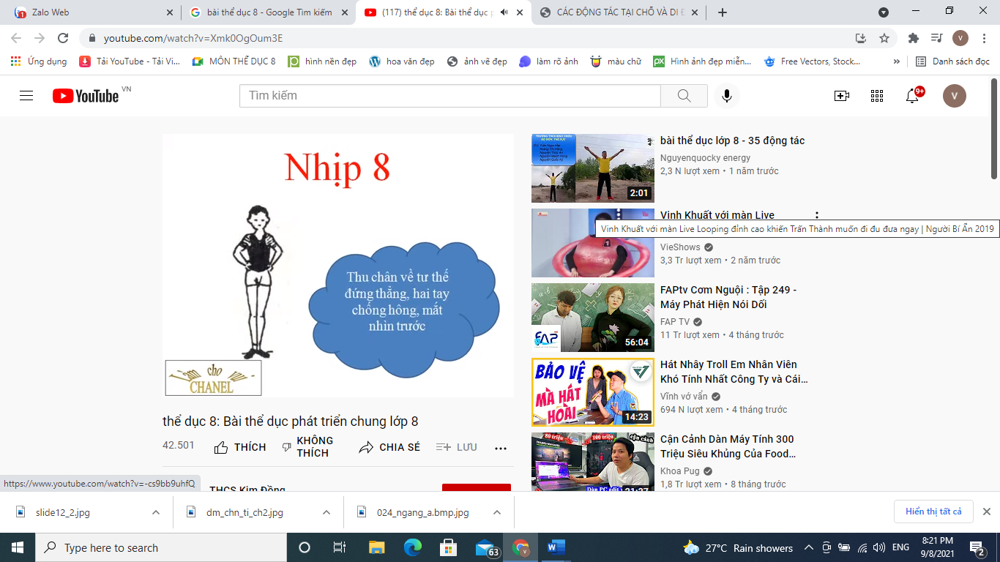 Zalo Web
bài thể dục 8 - Google Tìm kiếm
(117) thể dục 8: Bài thể dục p
CÁC ĐỘNG TÁC TẠI CHỖ VÀ DI Đ
youtube.com/watch?v=Xmk0OgOum3E
Ứng dụng
Tải YouTube - Tải Vi...
MÔN THỂ DỤC 8
hình nền đẹp
hoa văn đẹp
ảnh vẽ đẹp
làm rõ ảnh
màu chữ
Hình ảnh đẹp miễn...
Free Vectors, Stock...
»
Danh sách đọc
YouTube VN
Tìm kiếm
9+
V
Nhịp 8
Thu chân về tư thế
đứng thẳng, hai tay
chống hông, mắt
nhìn trước
cho
CHANEL
thể dục 8: Bài thể dục phát triển chung lớp 8
42.501
THÍCH
KHÔNG
THÍCH
CHIA SẺ
LƯU
THCS Kim Đồng
https://www.youtube.com/watch?v=-cs9bb9uhfQ
bài thể dục lớp 8 - 35 động tác
Nguyenquocky energy
2,3 N lượt xem • 1 năm trước
2:01
Vinh Khuất với màn Live
Vinh Khuất với màn Live Looping đỉnh cao khiến Trấn Thành muốn đi đu đưa ngay | Người Bí Ẩn 2019
VieShows
3,3 Tr lượt xem • 2 năm trước
FAPtv Cơm Nguội : Tập 249 -
Máy Phát Hiện Nói Dối
FAP TV
11 Tr lượt xem • 4 tháng trước
FAP
56:04
Hát Nhây Troll Em Nhân Viên
Khó Tính Nhất Công Ty và Cái...
Vĩnh vớ vẩn
694 N lượt xem • 4 tháng trước
BẢO VỆ
MÀ HÁT
HOÀI
14:23
Cận Cảnh Dàn Máy Tính 300
Triệu Siêu Khủng Của Food...
Khoa Pug
1,8 Tr lượt xem • 8 tháng trước
slide12_2.jpg
dm_chn_ti_ch2.jpg
024_ngang_a.bmp.jpg
Hiển thị tất cả
Type here to search
63
27°C Rain showers
ENG
8:21 PM
9/8/2021
2